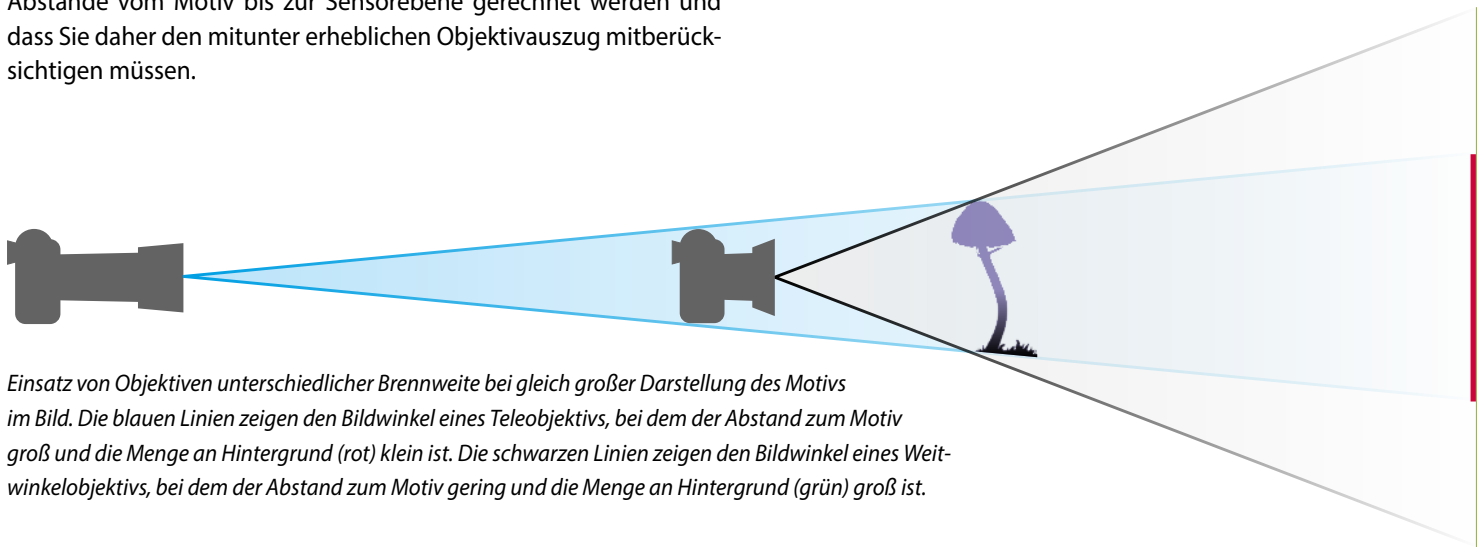 Abstände vom Motiv bis zur Sensorebene gerechnet werden und
dass Sie daher den mitunter erheblichen Objektivauszug mitberück-
sichtigen müssen.
Einsatz von Objektiven unterschiedlicher Brennweite bei gleich großer Darstellung des Motivs
im Bild. Die blauen Linien zeigen den Bildwinkel eines Teleobjektivs, bei dem der Abstand zum Motiv
groß und die Menge an Hintergrund (rot) klein ist. Die schwarzen Linien zeigen den Bildwinkel eines Weit-
winkelobjektivs, bei dem der Abstand zum Motiv gering und die Menge an Hintergrund (grün) groß ist.